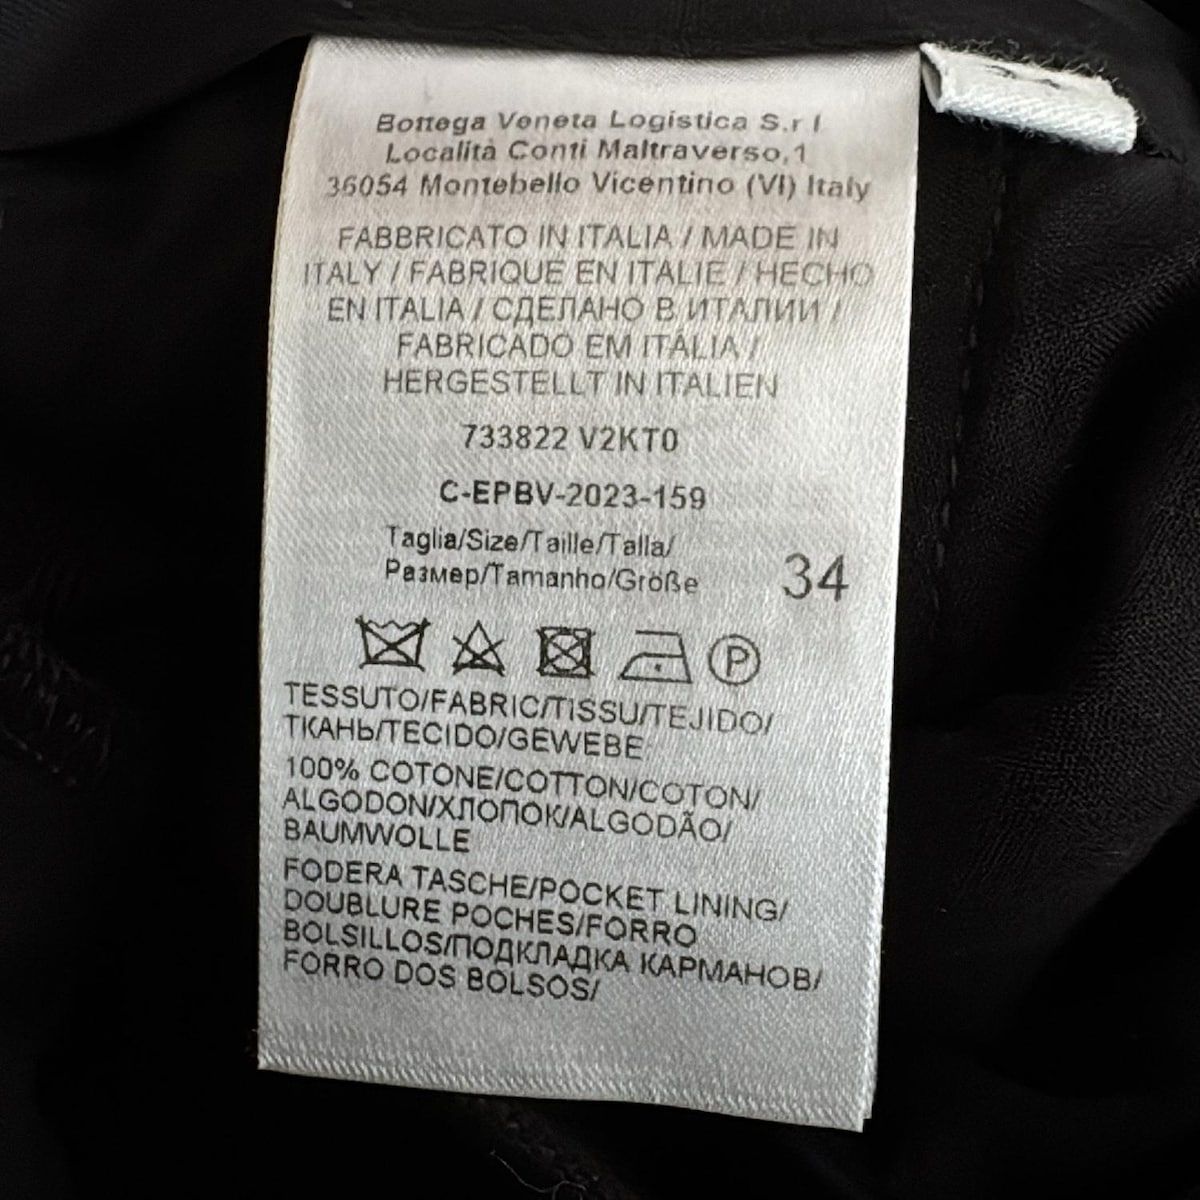 Bottega Veneta Logistica S.r.l
Località Conti Maltraverso,1
36054 Montebello Vicentino (VI) Italy
FABBRICATO IN ITALIA / MADE IN
ITALY / FABRIQUE EN ITALIE / HECHO
EN ITALIA / СДЕЛАНО В ИТАЛИИ /
FABRICADO EM ITÁLIA /
HERGESTELLT IN ITALIEN
733822 V2KT0
C-EPBV-2023-159
Taglia/Size/Taille/Talla/
Размер/Tamanho/Größe
34
P
TESSUTO/FABRIC/TISSU/TEJIDO/
ТКАНЬ/TECIDO/GEWEBE
100% COTONE/COTTON/COTON/
ALGODON/ХЛОПОК/ALGODÃO/
BAUMWOLLE
FODERA TASCHE/POCKET LINING/
DOUBLURE POCHES/FORRO
BOLSILLOS/ПОДКЛАДКА КАРМАНОВ/
FORRO DOS BOLSOS/